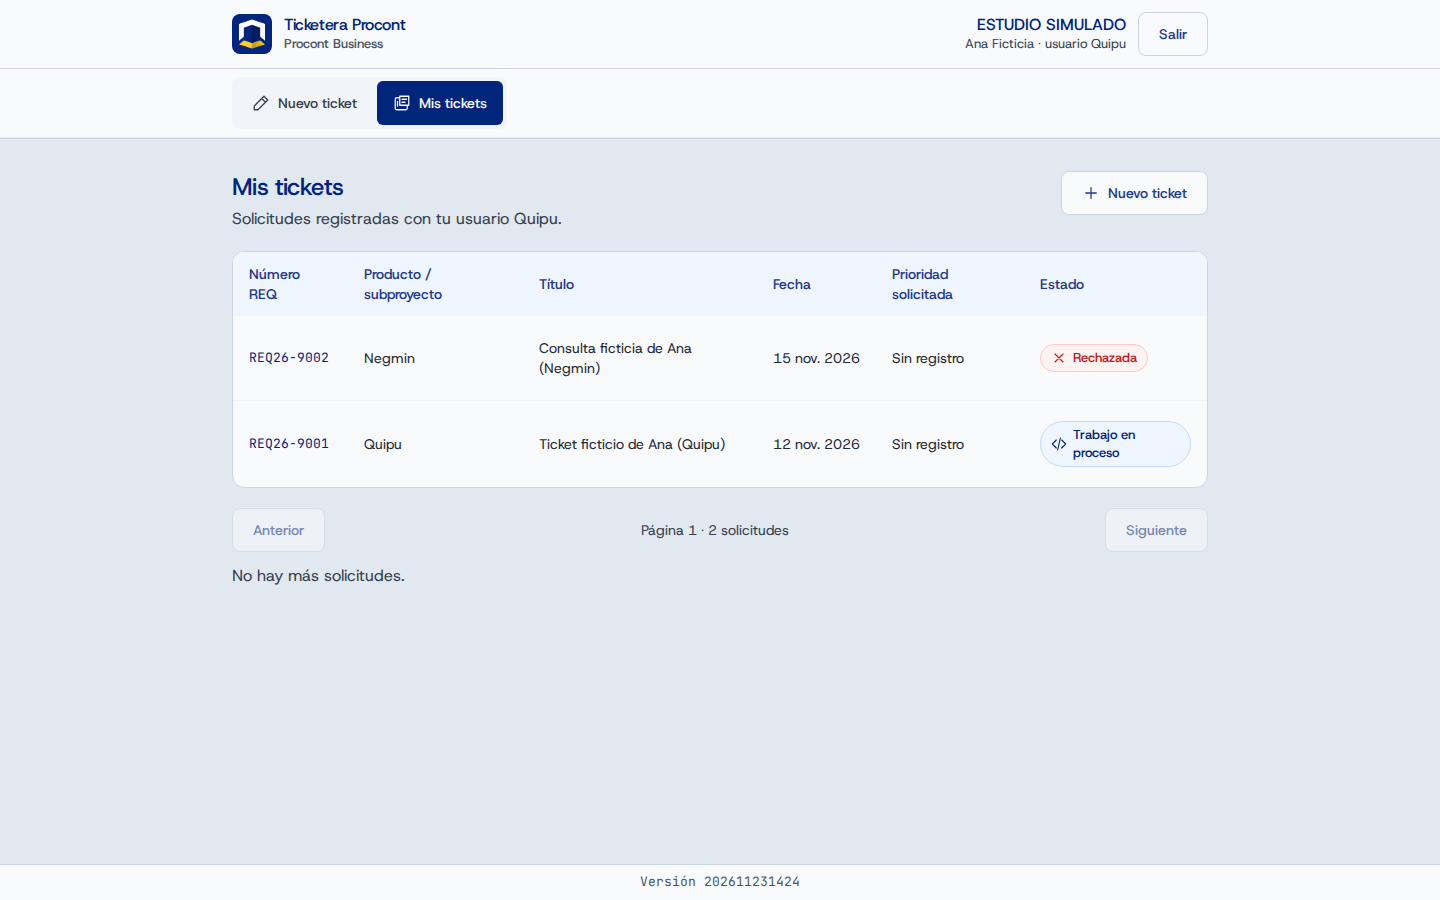 Ticketera Procont
Procont Business
ESTUDIO SIMULADO
Ana Ficticia · usuario Quipu
Salir
Nuevo ticket
Mis tickets
Mis tickets
Solicitudes registradas con tu usuario Quipu.
Nuevo ticket
Número
REQ
Producto /
subproyecto
Título
Fecha
Prioridad
solicitada
Estado
REQ26-9002
Negmin
Consulta ficticia de Ana
(Negmin)
15 nov. 2026
Sin registro
Rechazada
REQ26-9001
Quipu
Ticket ficticio de Ana (Quipu)
12 nov. 2026
Sin registro
Trabajo en
proceso
Anterior
Página 1 · 2 solicitudes
Siguiente
No hay más solicitudes.
Versión 202611231424